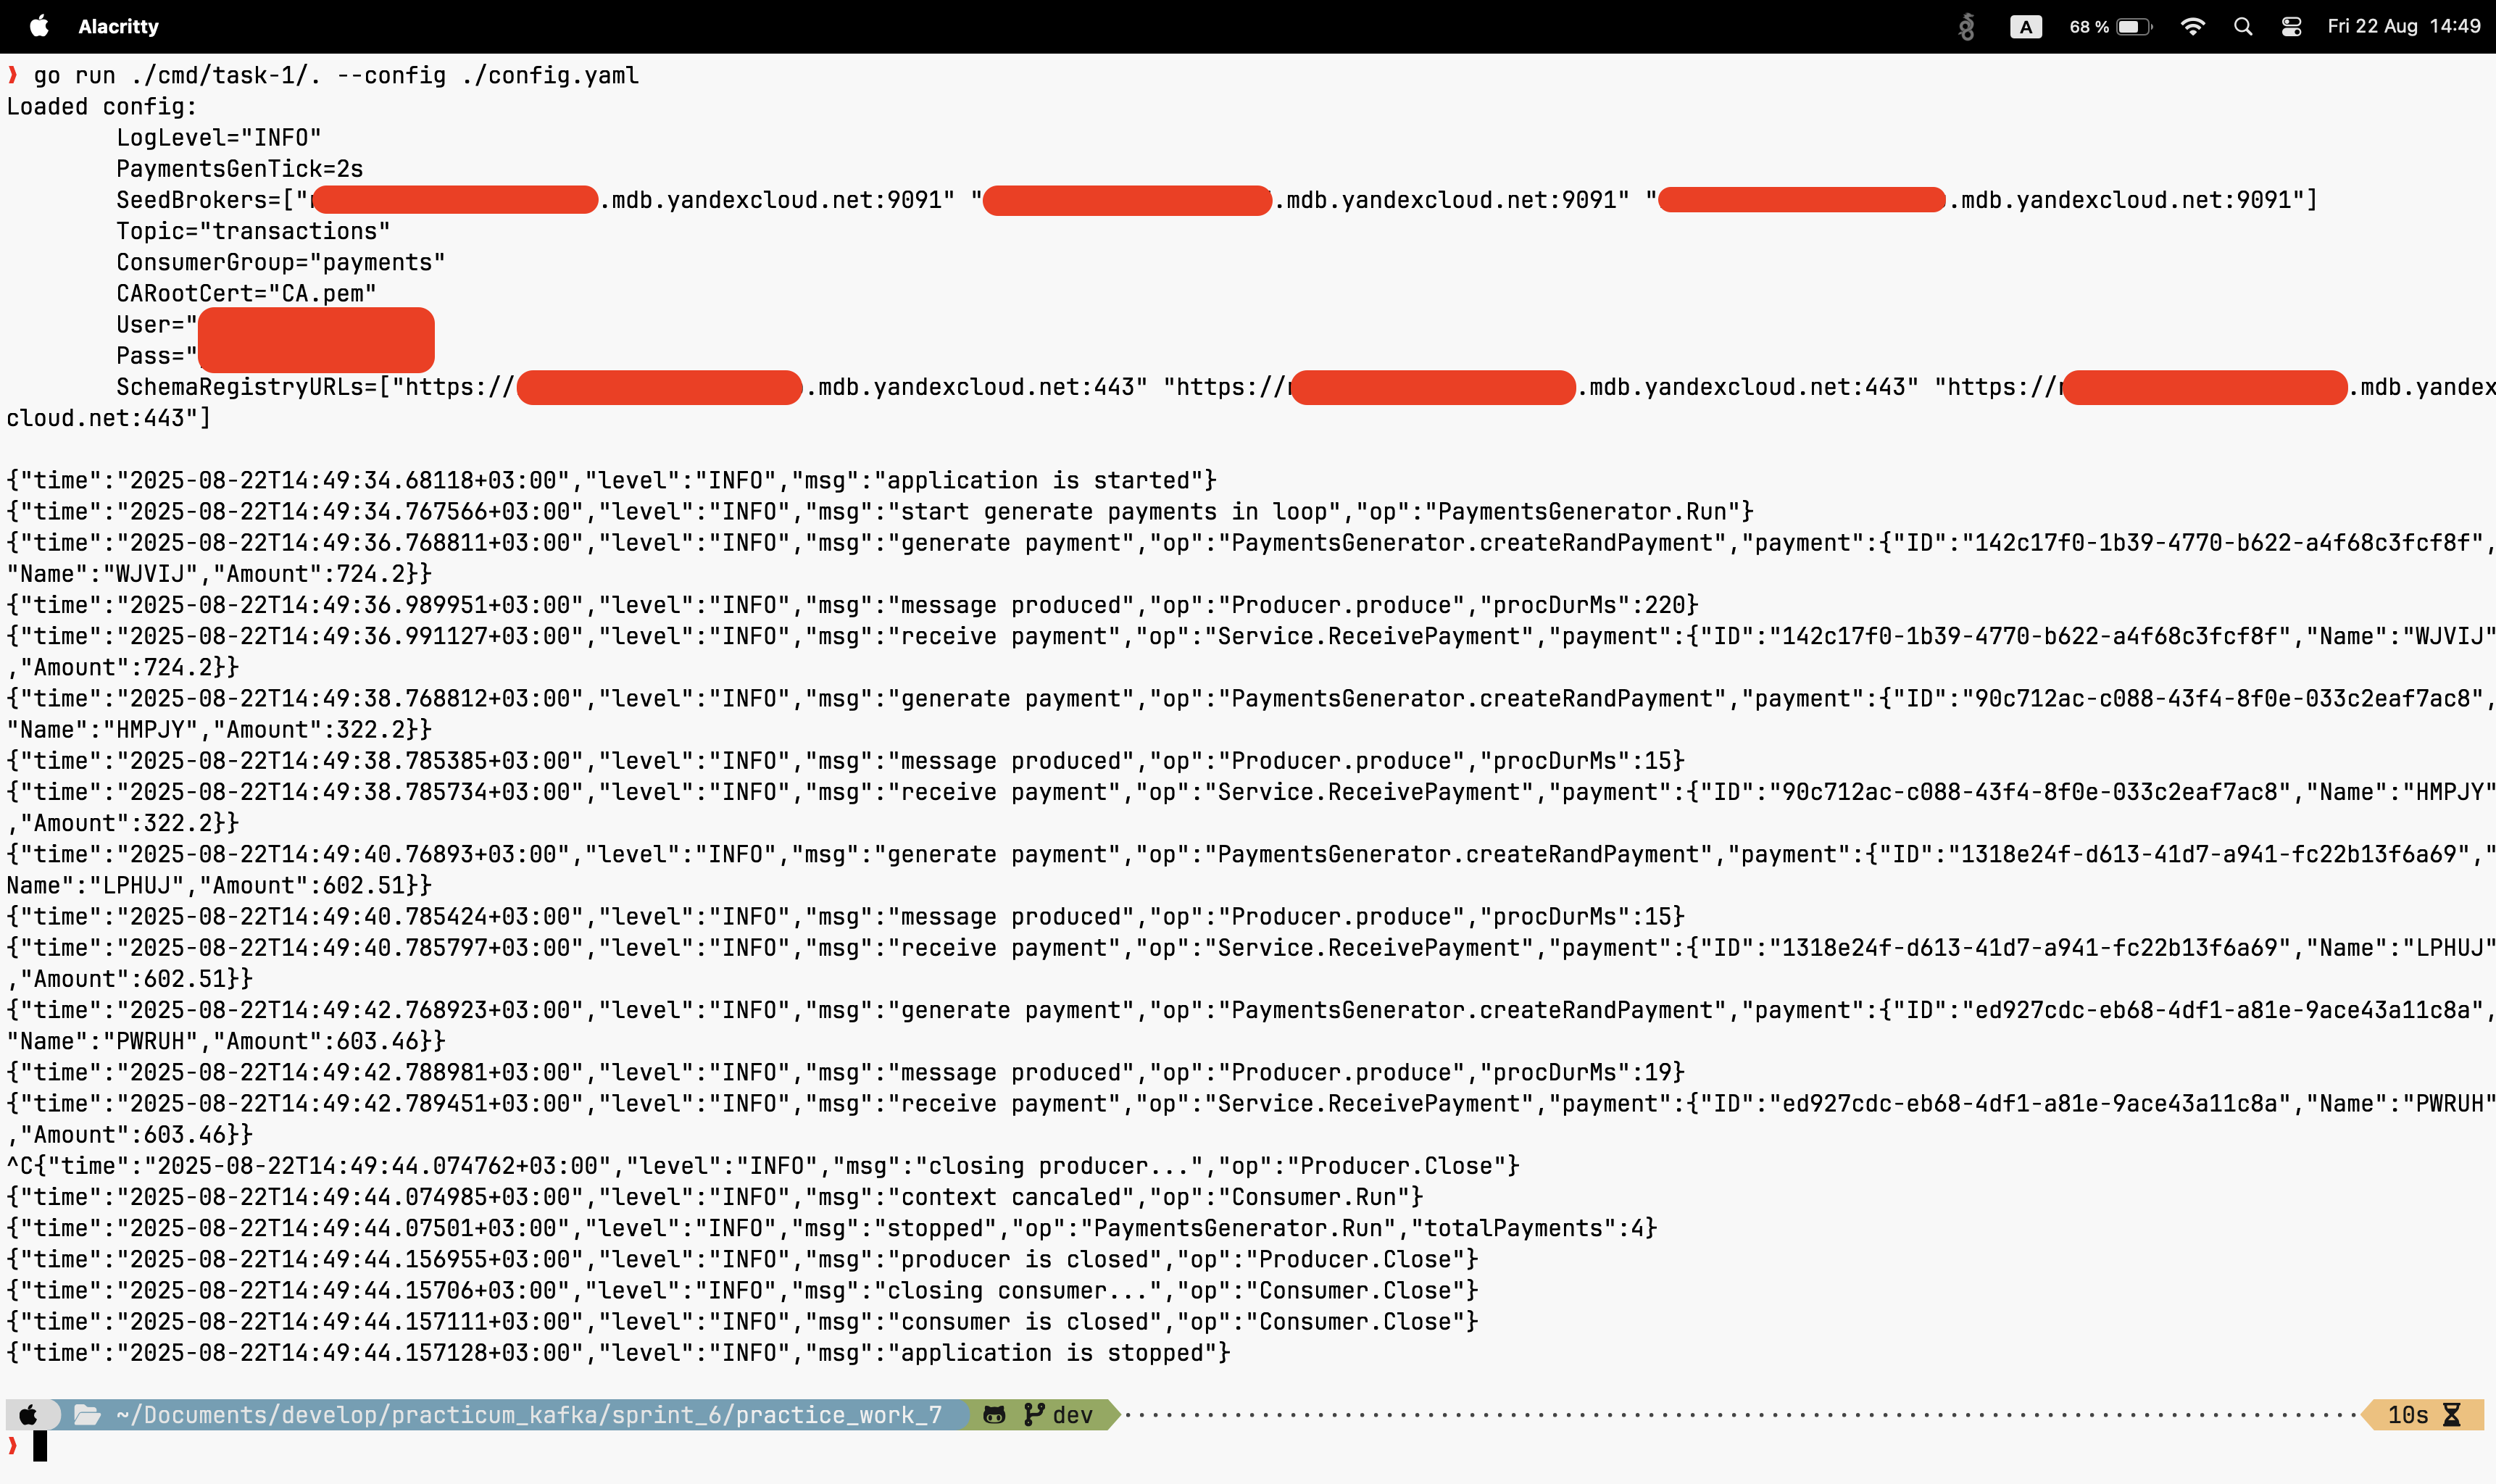 Alacritty
A 68 % Fri 22 Aug 14:49
❱ go run ./cmd/task-1/. --config ./config.yaml
Loaded config:
LogLevel="INFO"
PaymentsGenTick=2s
SeedBrokers=[" .mdb.yandexcloud.net:9091" " .mdb.yandexcloud.net:9091" " .mdb.yandexcloud.net:9091"]
Topic="transactions"
ConsumerGroup="payments"
CARootCert="CA.pem"
User="
Pass="
SchemaRegistryURLs=["https:// .mdb.yandexcloud.net:443" "https:// .mdb.yandexcloud.net:443" "https:// .mdb.yandex
cloud.net:443"]
{"time":"2025-08-22T14:49:34.68118+03:00","level":"INFO","msg":"application is started"}
{"time":"2025-08-22T14:49:34.767566+03:00","level":"INFO","msg":"start generate payments in loop","op":"PaymentsGenerator.Run"}
{"time":"2025-08-22T14:49:36.768811+03:00","level":"INFO","msg":"generate payment","op":"PaymentsGenerator.createRandPayment","payment":{"ID":"142c17f0-1b39-4770-b622-a4f68c3fcf8f",
"Name":"WJVIJ","Amount":724.2}}
{"time":"2025-08-22T14:49:36.989951+03:00","level":"INFO","msg":"message produced","op":"Producer.produce","procDurMs":220}
{"time":"2025-08-22T14:49:36.991127+03:00","level":"INFO","msg":"receive payment","op":"Service.ReceivePayment","payment":{"ID":"142c17f0-1b39-4770-b622-a4f68c3fcf8f","Name":"WJVIJ"
,"Amount":724.2}}
{"time":"2025-08-22T14:49:38.768812+03:00","level":"INFO","msg":"generate payment","op":"PaymentsGenerator.createRandPayment","payment":{"ID":"90c712ac-c088-43f4-8f0e-033c2eaf7ac8",
"Name":"HMPJY","Amount":322.2}}
{"time":"2025-08-22T14:49:38.785385+03:00","level":"INFO","msg":"message produced","op":"Producer.produce","procDurMs":15}
{"time":"2025-08-22T14:49:38.785734+03:00","level":"INFO","msg":"receive payment","op":"Service.ReceivePayment","payment":{"ID":"90c712ac-c088-43f4-8f0e-033c2eaf7ac8","Name":"HMPJY"
,"Amount":322.2}}
{"time":"2025-08-22T14:49:40.76893+03:00","level":"INFO","msg":"generate payment","op":"PaymentsGenerator.createRandPayment","payment":{"ID":"1318e24f-d613-41d7-a941-fc22b13f6a69","
Name":"LPHUJ","Amount":602.51}}
{"time":"2025-08-22T14:49:40.785424+03:00","level":"INFO","msg":"message produced","op":"Producer.produce","procDurMs":15}
{"time":"2025-08-22T14:49:40.785797+03:00","level":"INFO","msg":"receive payment","op":"Service.ReceivePayment","payment":{"ID":"1318e24f-d613-41d7-a941-fc22b13f6a69","Name":"LPHUJ"
,"Amount":602.51}}
{"time":"2025-08-22T14:49:42.768923+03:00","level":"INFO","msg":"generate payment","op":"PaymentsGenerator.createRandPayment","payment":{"ID":"ed927cdc-eb68-4df1-a81e-9ace43a11c8a",
"Name":"PWRUH","Amount":603.46}}
{"time":"2025-08-22T14:49:42.788981+03:00","level":"INFO","msg":"message produced","op":"Producer.produce","procDurMs":19}
{"time":"2025-08-22T14:49:42.789451+03:00","level":"INFO","msg":"receive payment","op":"Service.ReceivePayment","payment":{"ID":"ed927cdc-eb68-4df1-a81e-9ace43a11c8a","Name":"PWRUH"
,"Amount":603.46}}
^C{"time":"2025-08-22T14:49:44.074762+03:00","level":"INFO","msg":"closing producer...","op":"Producer.Close"}
{"time":"2025-08-22T14:49:44.074985+03:00","level":"INFO","msg":"context cancaled","op":"Consumer.Run"}
{"time":"2025-08-22T14:49:44.07501+03:00","level":"INFO","msg":"stopped","op":"PaymentsGenerator.Run","totalPayments":4}
{"time":"2025-08-22T14:49:44.156955+03:00","level":"INFO","msg":"producer is closed","op":"Producer.Close"}
{"time":"2025-08-22T14:49:44.15706+03:00","level":"INFO","msg":"closing consumer...","op":"Consumer.Close"}
{"time":"2025-08-22T14:49:44.157111+03:00","level":"INFO","msg":"consumer is closed","op":"Consumer.Close"}
{"time":"2025-08-22T14:49:44.157128+03:00","level":"INFO","msg":"application is stopped"}
~/Documents/develop/practicum_kafka/sprint_6/practice_work_7 dev 10s
❱